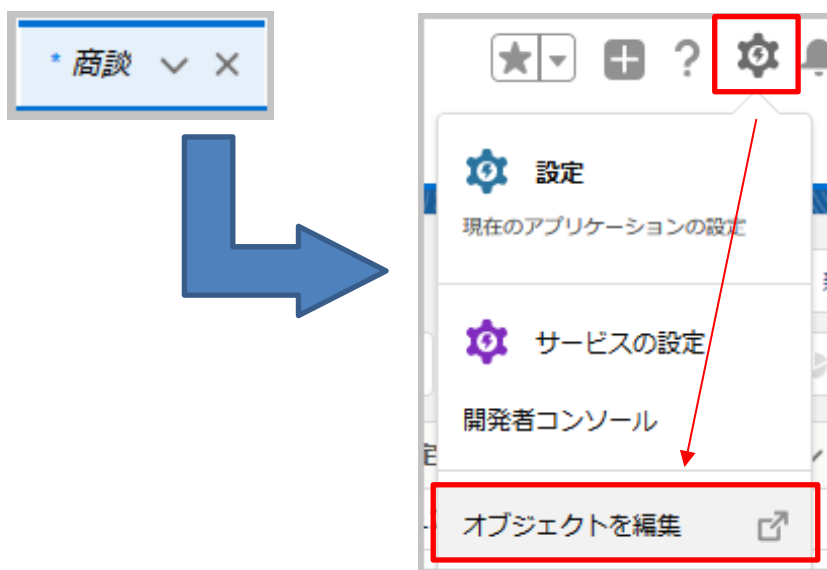 * 商談
設定
現在のアプリケーションの設定
サービスの設定
開発者コンソール
オブジェクトを編集